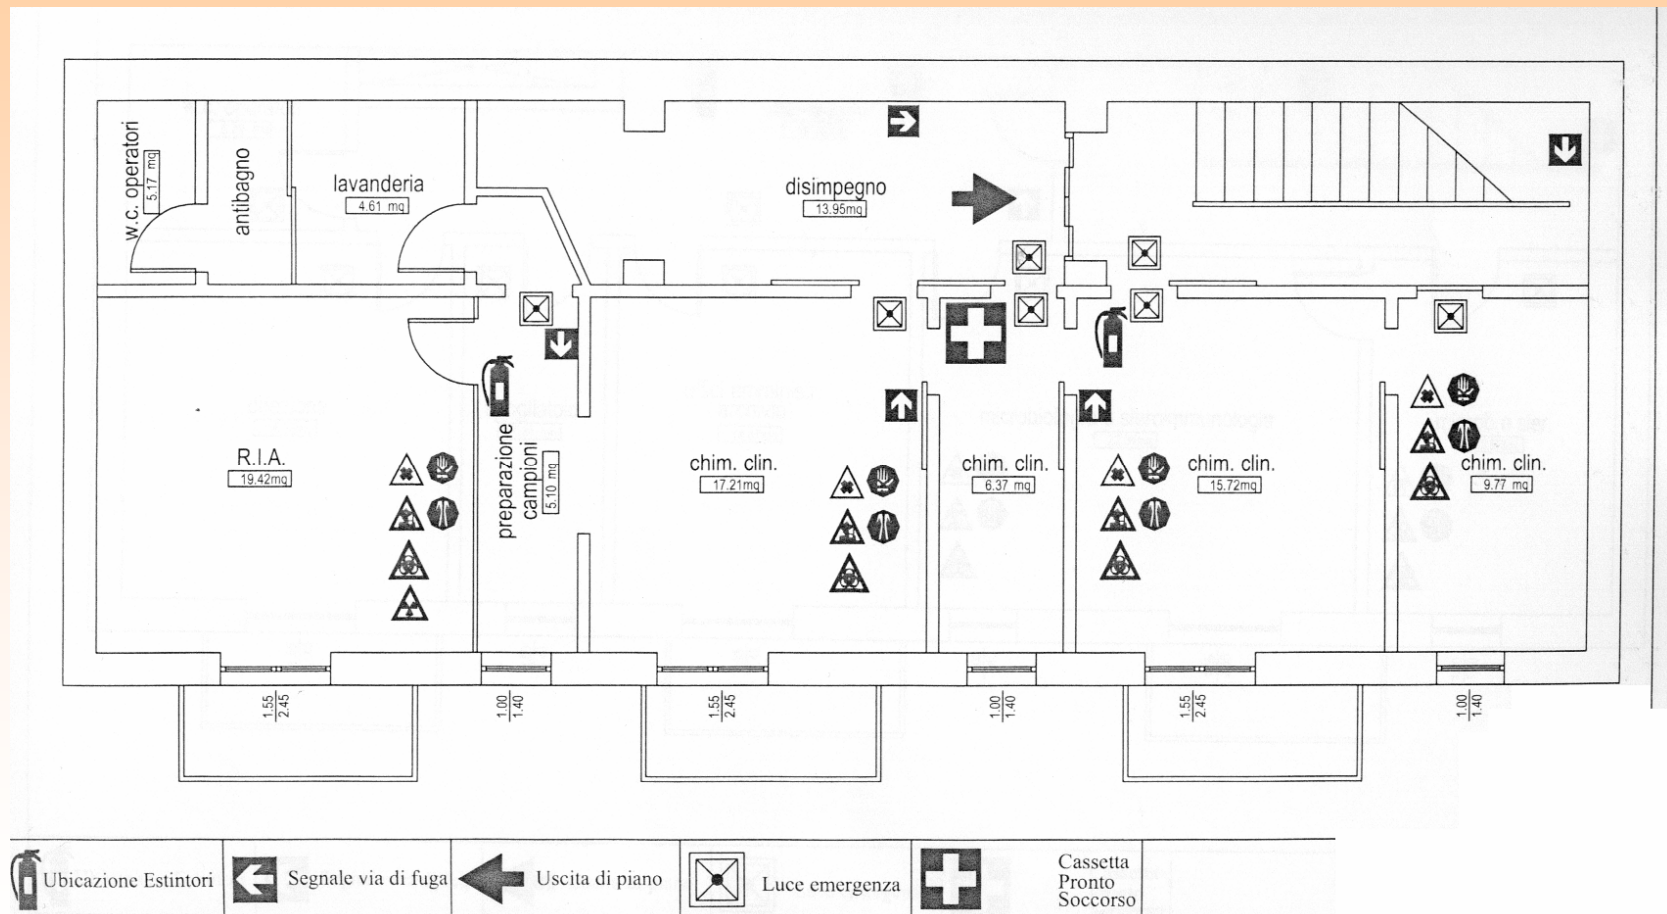 w.c. operatori
5.17 mq
antibagno
lavanderia
4.61 mq
disimpegno
13.95mq
R.I.A.
19.42mq
preparazione
campioni
5.10 mq
chim. clin.
17.21mq
chim. clin.
6.37 mq
chim. clin.
15.72mq
chim. clin.
9.77 mq
1.55
2.45
1.00
1.40
1.55
2.45
1.00
1.40
1.55
2.45
1.00
1.40
Ubicazione Estintori
Segnale via di fuga
Uscita di piano
Luce emergenza
Cassetta
Pronto
Soccorso